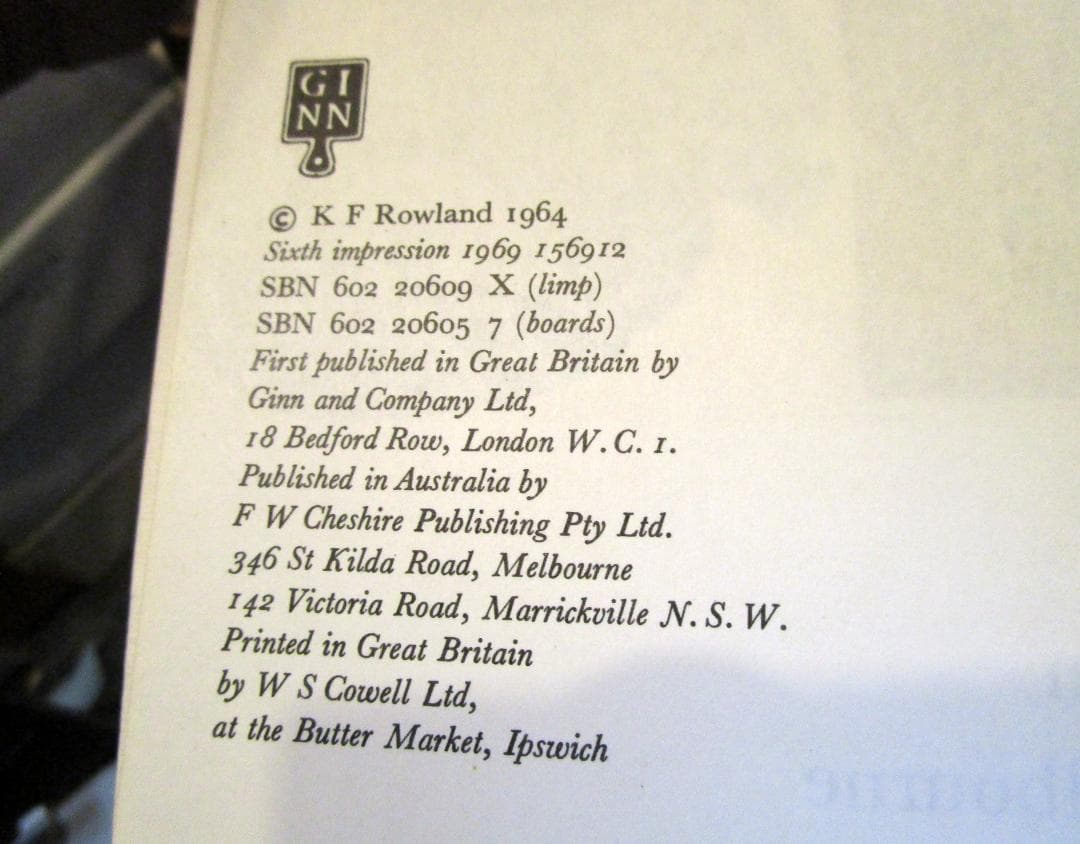 GI
NN
© K F Rowland 1964
Sixth impression 1969 156912
SBN 602 20609 X (limp)
SBN 602 20605 7 (boards)
First published in Great Britain by
Ginn and Company Ltd,
18 Bedford Row, London W.C. 1.
Published in Australia by
F W Cheshire Publishing Pty Ltd.
346 St Kilda Road, Melbourne
142 Victoria Road, Marrickville N. S. W.
Printed in Great Britain
by W S Cowell Ltd,
at the Butter Market, Ipswich